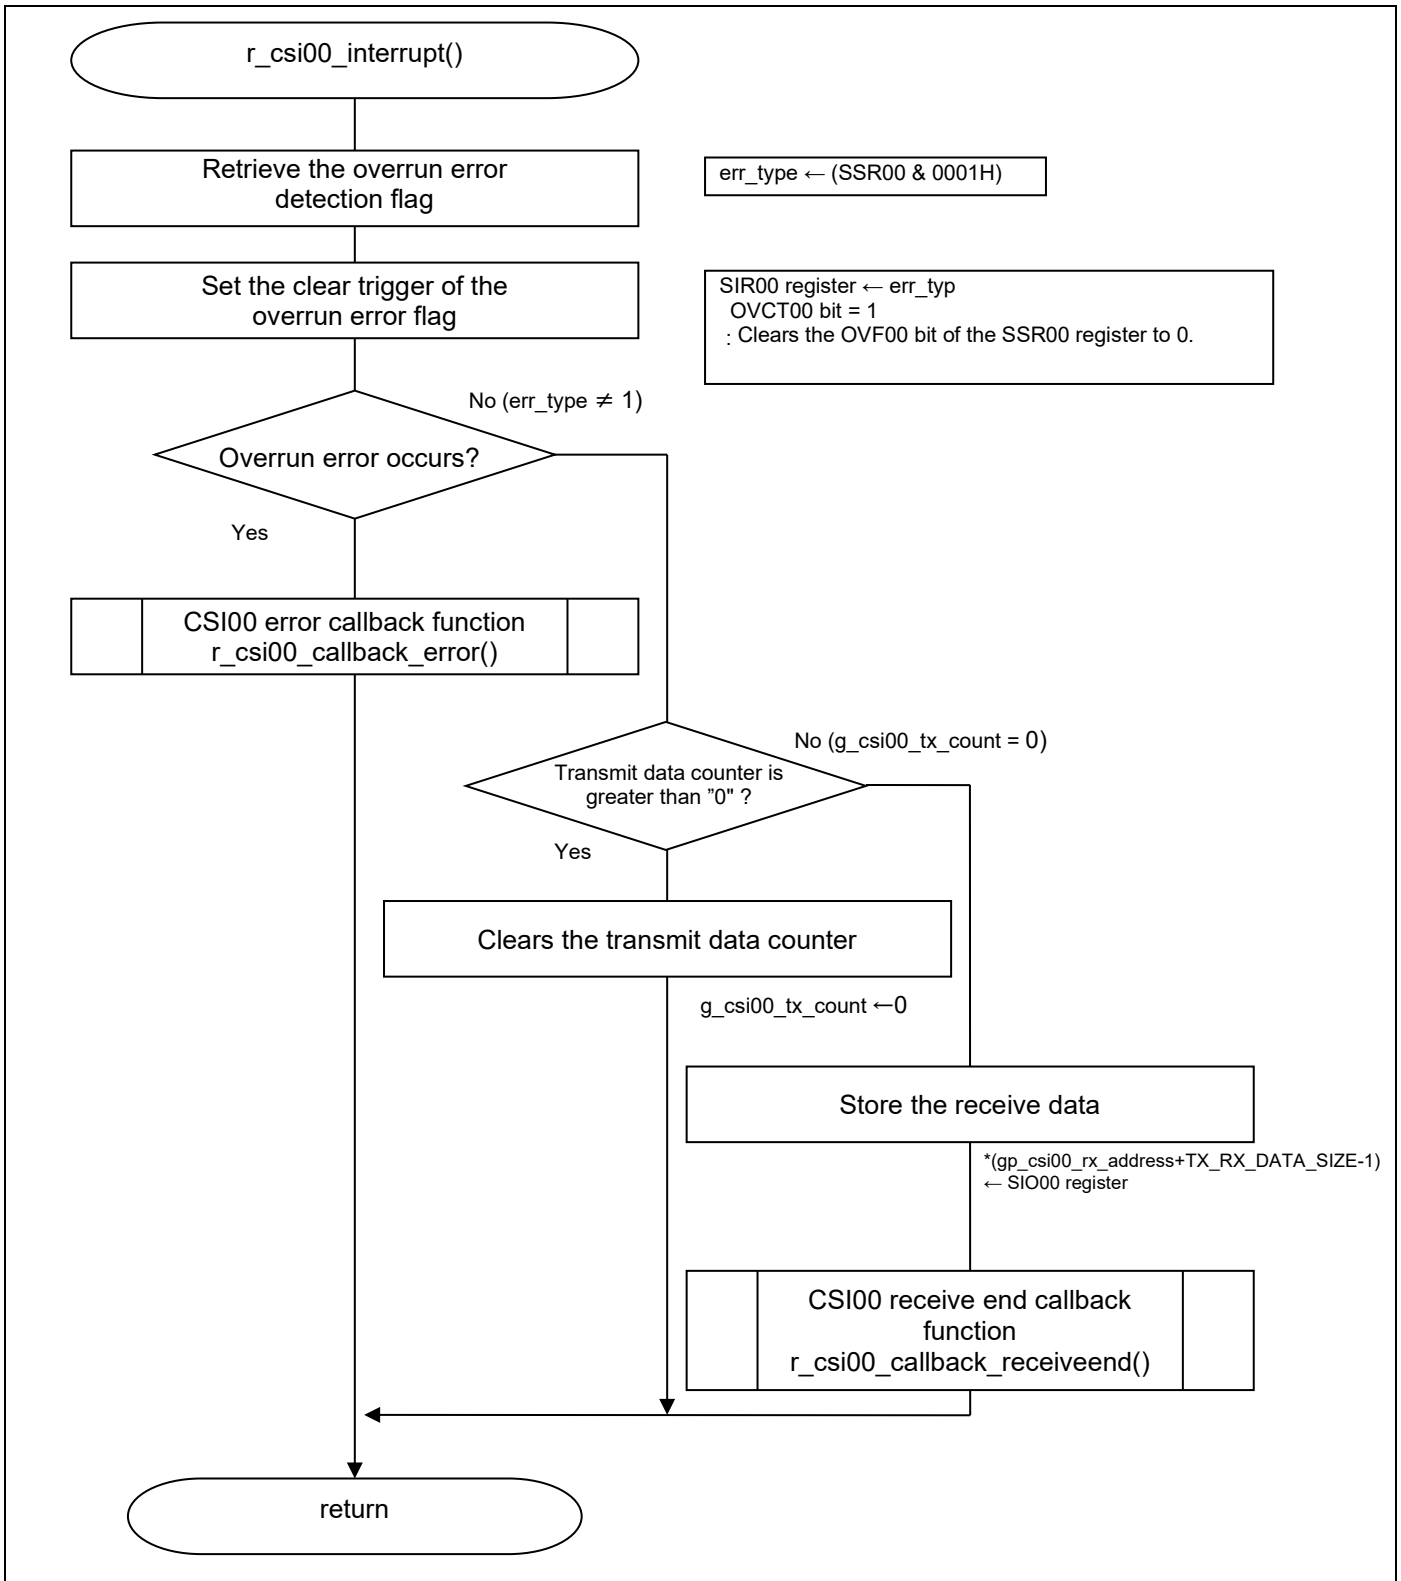 r_csi00_interrupt()
Retrieve the overrun error
detection flag
err_type ← (SSR00 & 0001H)
Set the clear trigger of the
overrun error flag
SIR00 register ← err_typ
OVCT00 bit = 1
: Clears the OVF00 bit of the SSR00 register to 0.
No (err_type ≠ 1)
Overrun error occurs?
Yes
CSI00 error callback function
r_csi00_callback_error()
No (g_csi00_tx_count = 0)
Transmit data counter is
greater than ”0" ?
Yes
Clears the transmit data counter
g_csi00_tx_count ←0
Store the receive data
*(gp_csi00_rx_address+TX_RX_DATA_SIZE-1)
← SIO00 register
CSI00 receive end callback
function
r_csi00_callback_receiveend()
return